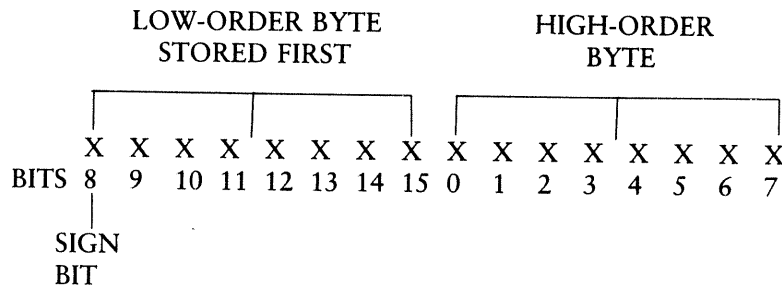 LOW-ORDER BYTE
STORED FIRST
HIGH-ORDER
BYTE
X X X X X X X X X X X X X X X X
BITS 8 9 10 11 12 13 14 15 0 1 2 3 4 5 6 7
SIGN
BIT